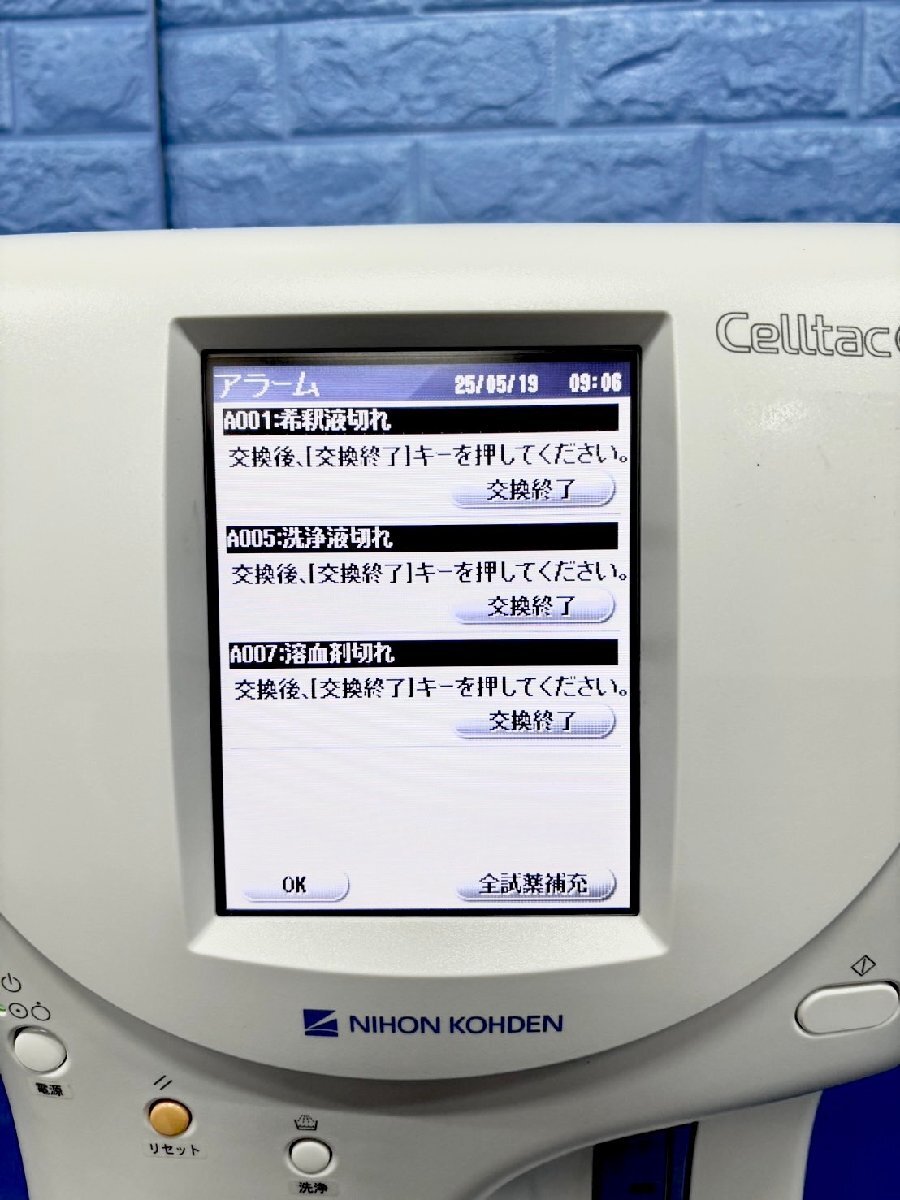 Celltac
アラーム 25/05/19 09:06
A001:希釈液切れ
交換後、[交換終了]キーを押してください。
交換終了
A005:洗浄液切れ
交換後、[交換終了]キーを押してください。
交換終了
A007:溶血剤切れ
交換後、[交換終了]キーを押してください。
交換終了
OK 全試薬補充
NIHON KOHDEN
電源
リセット
洗浄